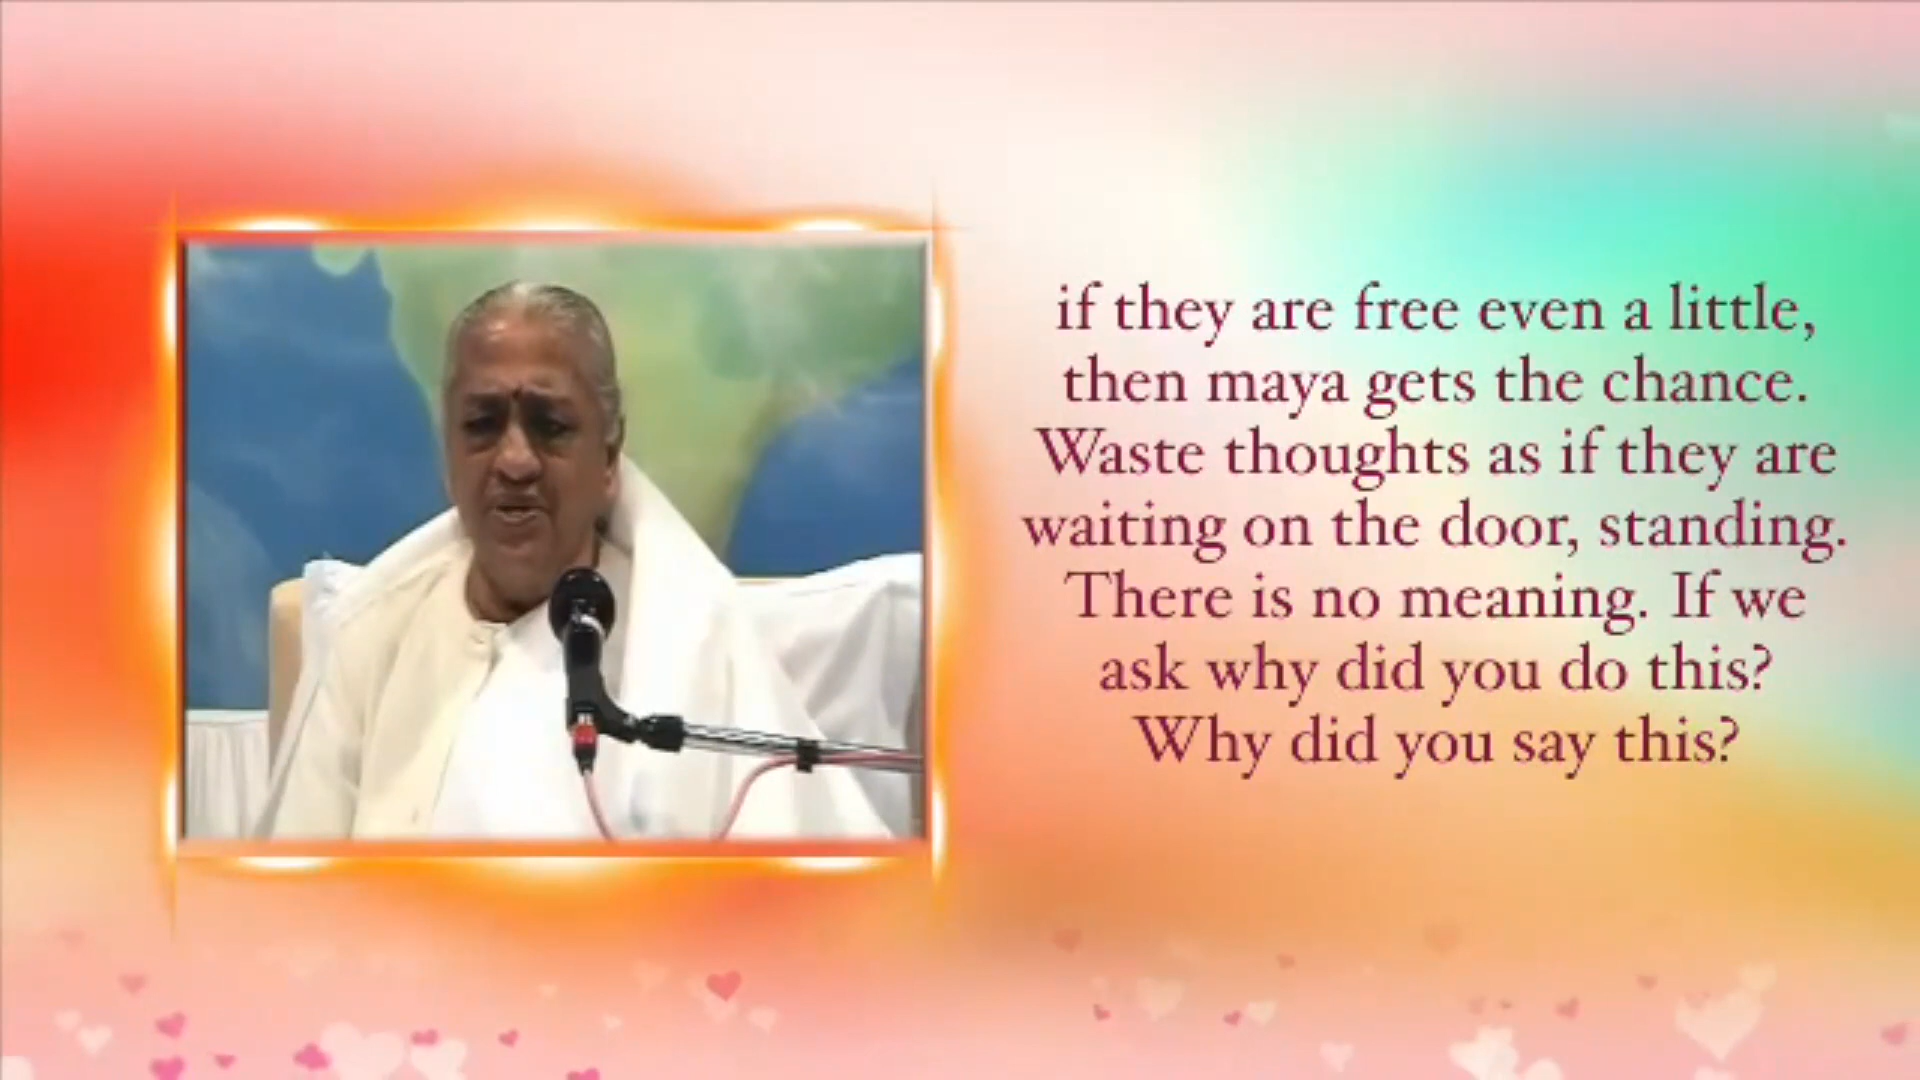 if they are free even a little,
then maya gets the chance.
Waste thoughts as if they are
waiting on the door, standing.
There is no meaning. If we
ask why did you do this?
Why did you say this?